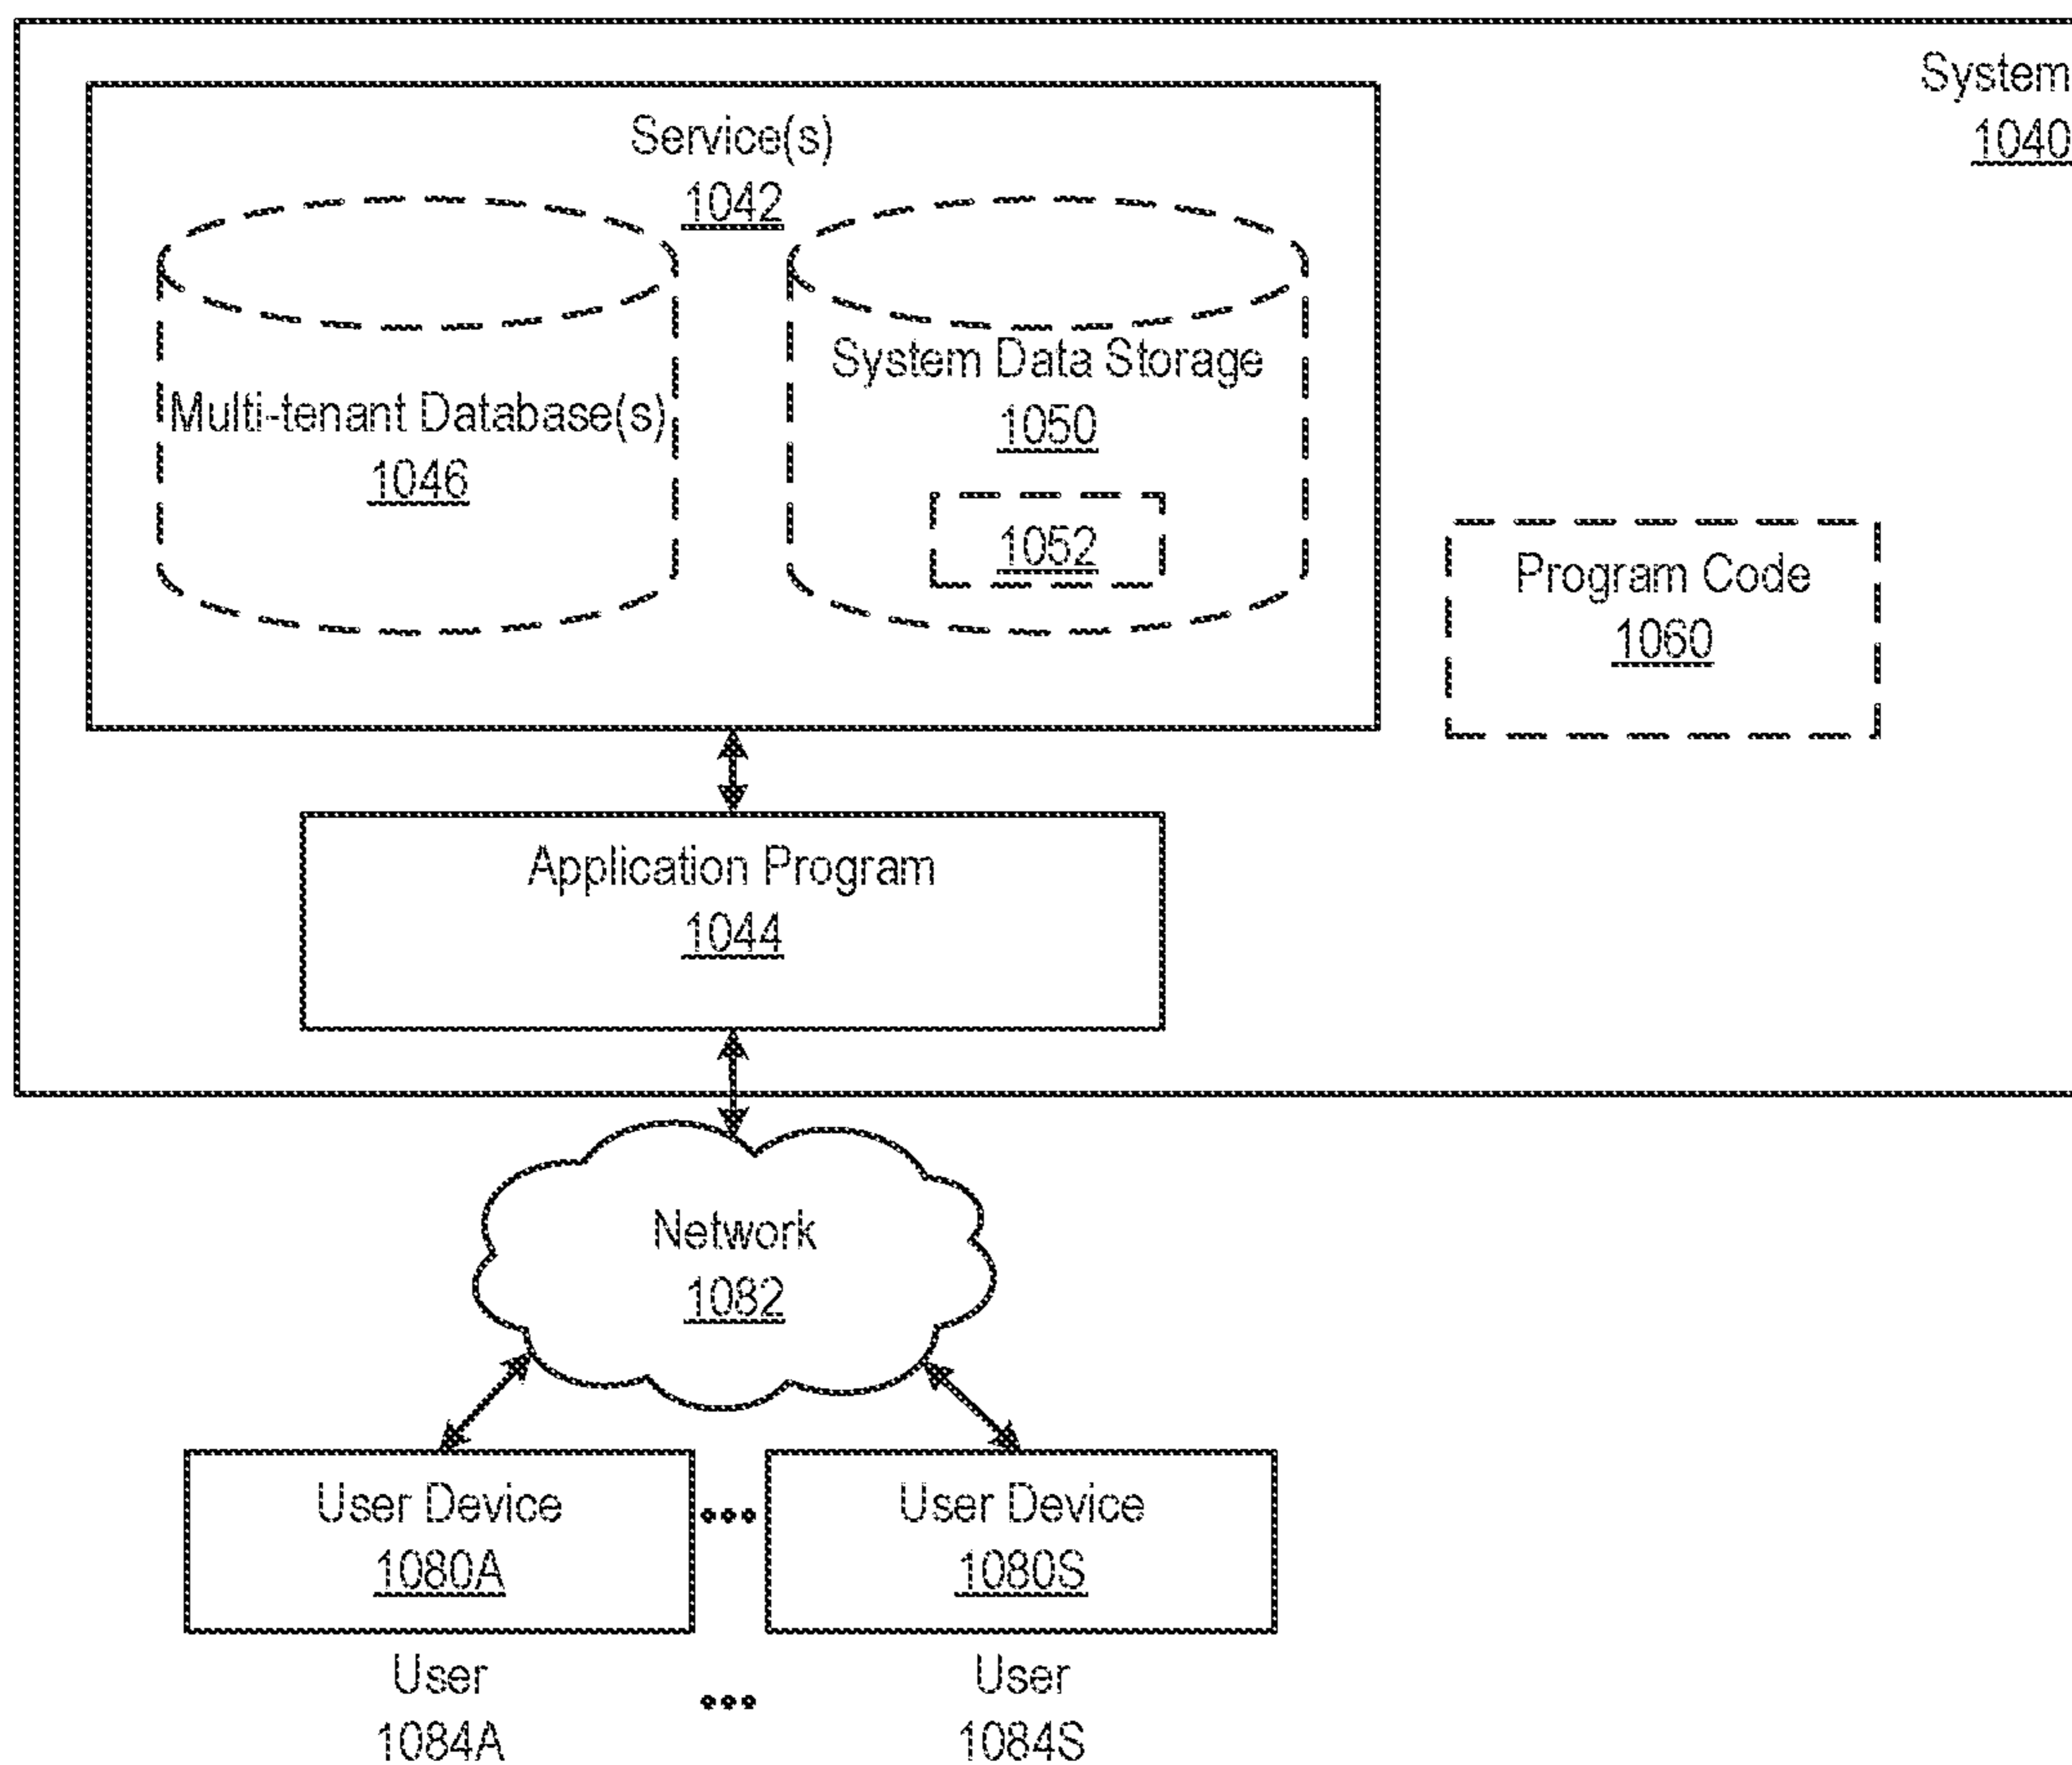 System
1040
Service(s)
1042
Multi-tenant Database(s)
1046
System Data Storage
1050
1052
Program Code
1060
Application Program
1044
Network
1082
User Device
1080A
•••
User Device
1080S
User
1084A
•••
User
1084S